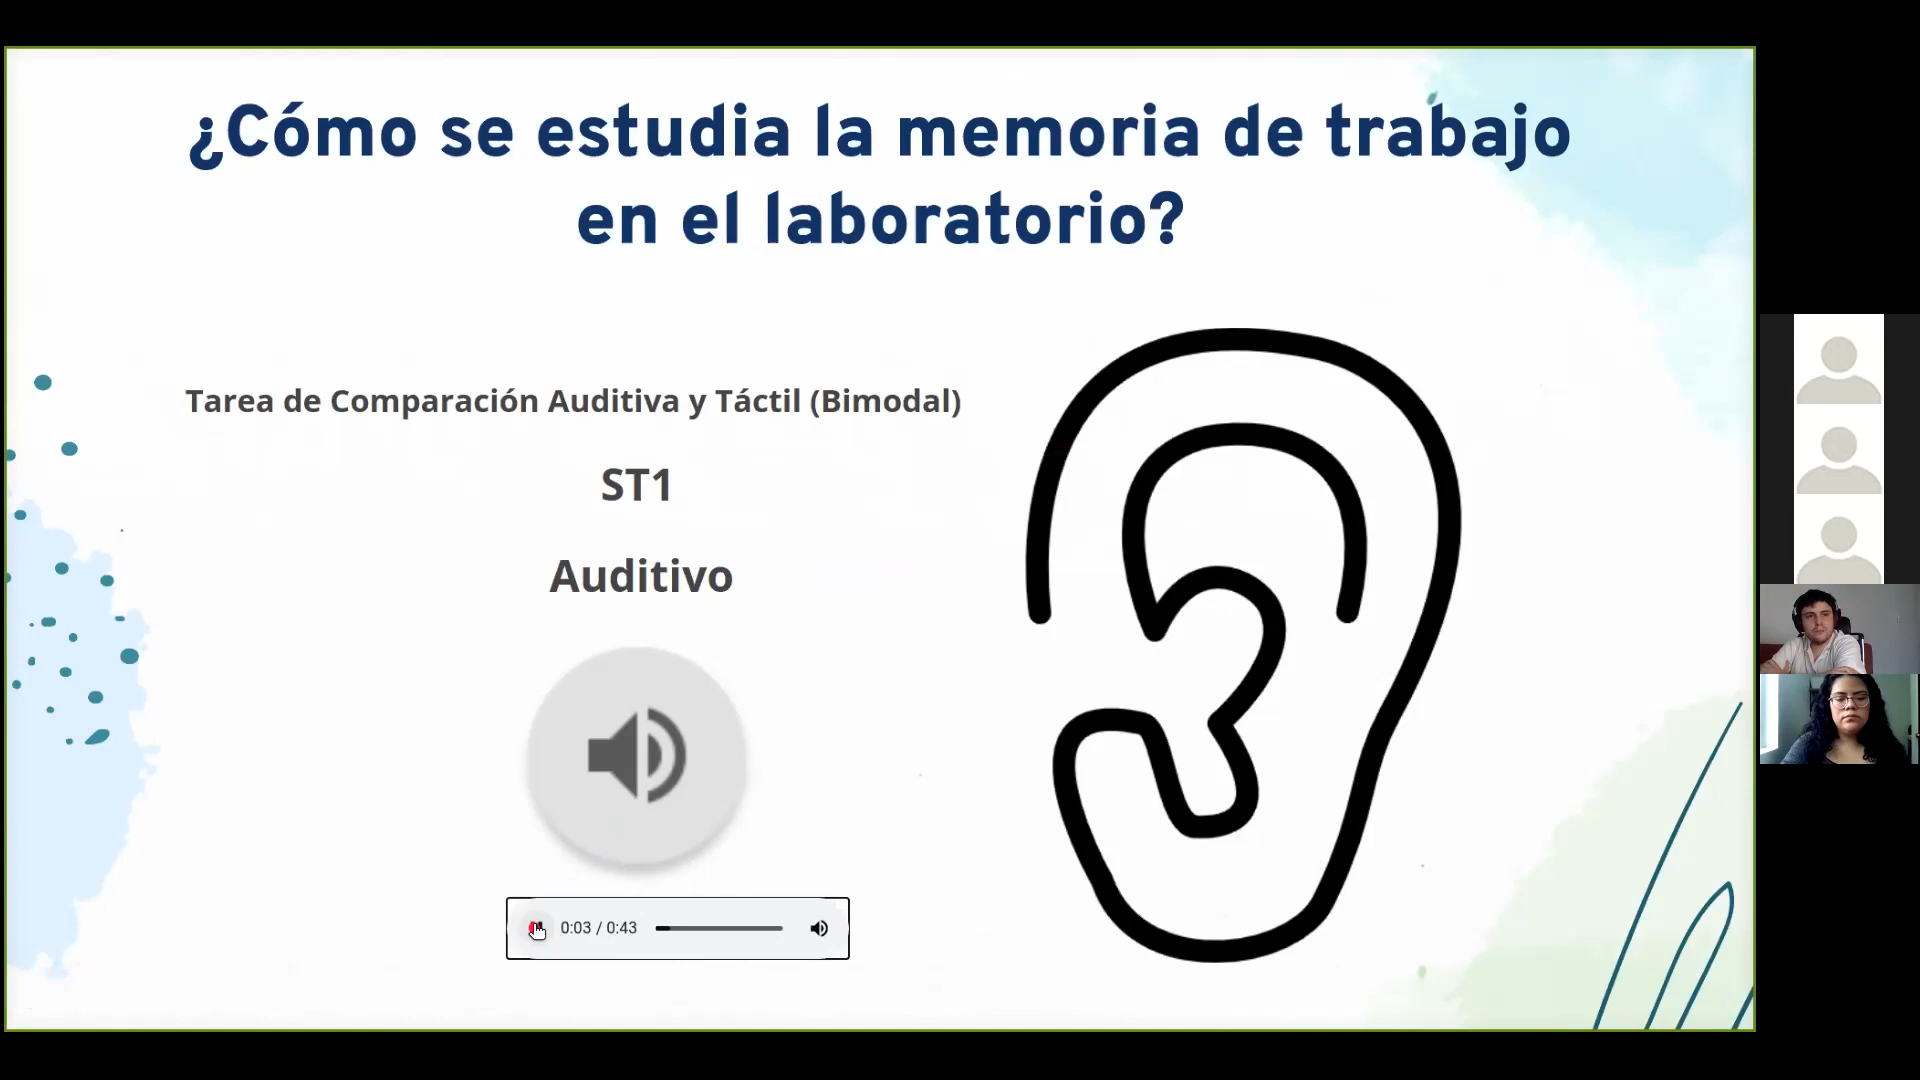 ¿Cómo se estudia la memoria de trabajo
en el laboratorio?
Tarea de Comparación Auditiva y Táctil (Bimodal)
ST1
Auditivo
0:03 / 0:43